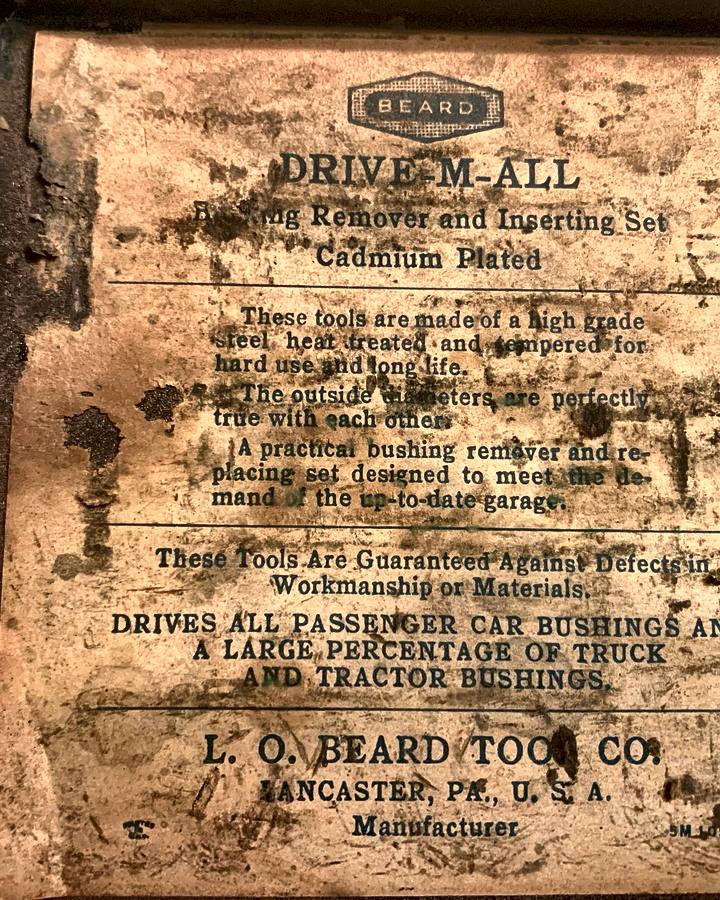 BEARD
DRIVE-M-ALL
Remover and Inserting Set
Cadmium Plated
These tools are made of a high grade
steel heat treated and tempered for
hard use and long life.
The outside diameters are perfectly
true with each other.
A practical bushing remover and re-
placing set designed to meet the de-
mand of the up-to-date garage.
These Tools Are Guaranteed Against Defects in
Workmanship or Materials.
DRIVES ALL PASSENGER CAR BUSHINGS AN
A LARGE PERCENTAGE OF TRUCK
AND TRACTOR BUSHINGS.
L. O. BEARD TOOL CO.
LANCASTER, PA., U. S. A.
Manufacturer
5M